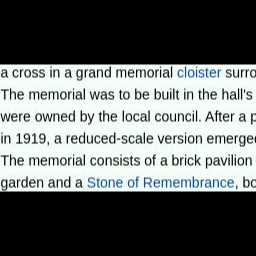 a cross in a grand memorial cloister surro
The memorial was to be built in the hall's
were owned by the local council. After a p
in 1919, a reduced-scale version emerge
The memorial consists of a brick pavilion
garden and a Stone of Remembrance, bo